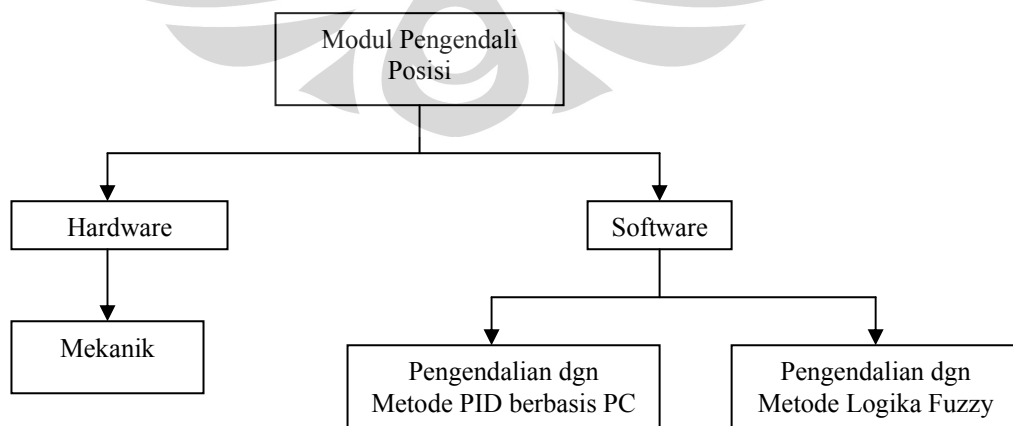 Modul Pengendali
Posisi
Hardware
Software
Mekanik
Pengendalian dgn
Metode PID berbasis PC
Pengendalian dgn
Metode Logika Fuzzy